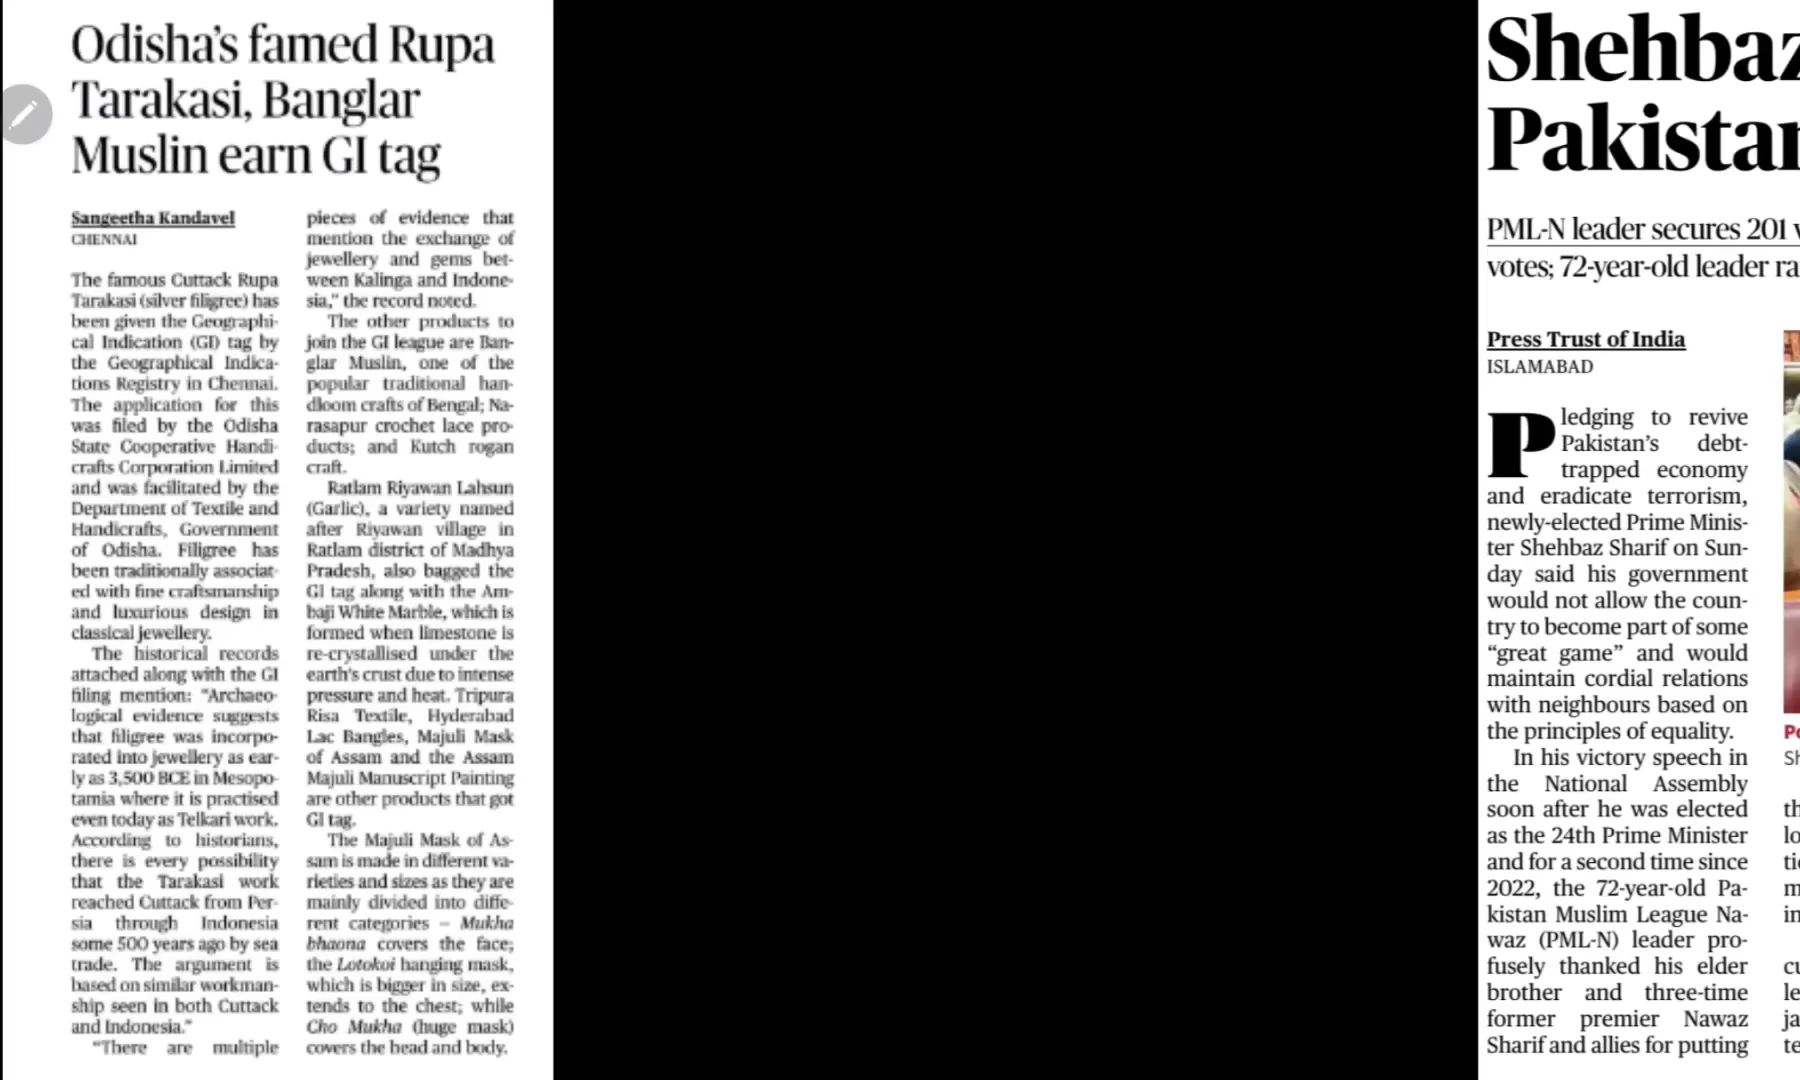 Odisha's famed Rupa
Tarakasi, Banglar
Muslin earn GI tag
Sangeetha Kandavel
CHENNAI
The famous Cuttack Rupa
Tarakasi (silver filigree) has
been given the Geographi-
cal Indication (GI) tag by
the Geographical Indica-
tions Registry in Chennai.
The application for this
was filed by the Odisha
State Cooperative Handi-
crafts Corporation Limited
and was facilitated by the
Department of Textile and
Handicrafts, Government
of Odisha. Filigree has
been traditionally associat-
ed with fine craftsmanship
and luxurious design in
classical jewellery.
The historical records
attached along with the GI
filing mention: "Archaeo-
logical evidence suggests
that filigree was incorpo-
rated into jewellery as ear-
ly as 3,500 BCE in Mesopo-
tamia where it is practised
even today as Telkari work.
According to historians,
there is every possibility
that the Tarakasi work
reached Cuttack from Per-
sia through Indonesia
some 500 years ago by sea
trade. The argument is
based on similar workman-
ship seen in both Cuttack
and Indonesia."
"There are multiple
pieces of evidence that
mention the exchange of
jewellery and gems bet-
ween Kalinga and Indone-
sia," the record noted.
The other products to
join the GI league are Ban-
glar Muslin, one of the
popular traditional han-
dloom crafts of Bengal; Na-
rasapur crochet lace pro-
ducts; and Kutch rogan
craft.
Ratlam Riyawan Lahsun
(Garlic), a variety named
after Riyawan village in
Ratlam district of Madhya
Pradesh, also bagged the
GI tag along with the Am-
baji White Marble, which is
formed when limestone is
re-crystallised under the
earth's crust due to intense
pressure and heat. Tripura
Risa Textile, Hyderabad
Lac Bangles, Majuli Mask
of Assam and the Assam
Majuli Manuscript Painting
are other products that got
GI tag.
The Majuli Mask of As-
sam is made in different va-
rieties and sizes as they are
mainly divided into diffe-
rent categories – Mukha
bhaona covers the face;
the Lotokoi hanging mask,
which is bigger in size, ex-
tends to the chest; while
Cho Mukha (huge mask)
covers the head and body.
Shehbaz
Pakistan
PML-N leader secures 201 v
votes; 72-year-old leader ra
Press Trust of India
ISLAMABAD
Pledging to revive
Pakistan's debt-
trapped economy
and eradicate terrorism,
newly-elected Prime Minis-
ter Shehbaz Sharif on Sun-
day said his government
would not allow the coun-
try to become part of some
"great game" and would
maintain cordial relations
with neighbours based on
the principles of equality.
In his victory speech in
the National Assembly
soon after he was elected
as the 24th Prime Minister
and for a second time since
2022, the 72-year-old Pa-
kistan Muslim League Na-
waz (PML-N) leader pro-
fusely thanked his elder
brother and three-time
former premier Nawaz
Sharif and allies for putting